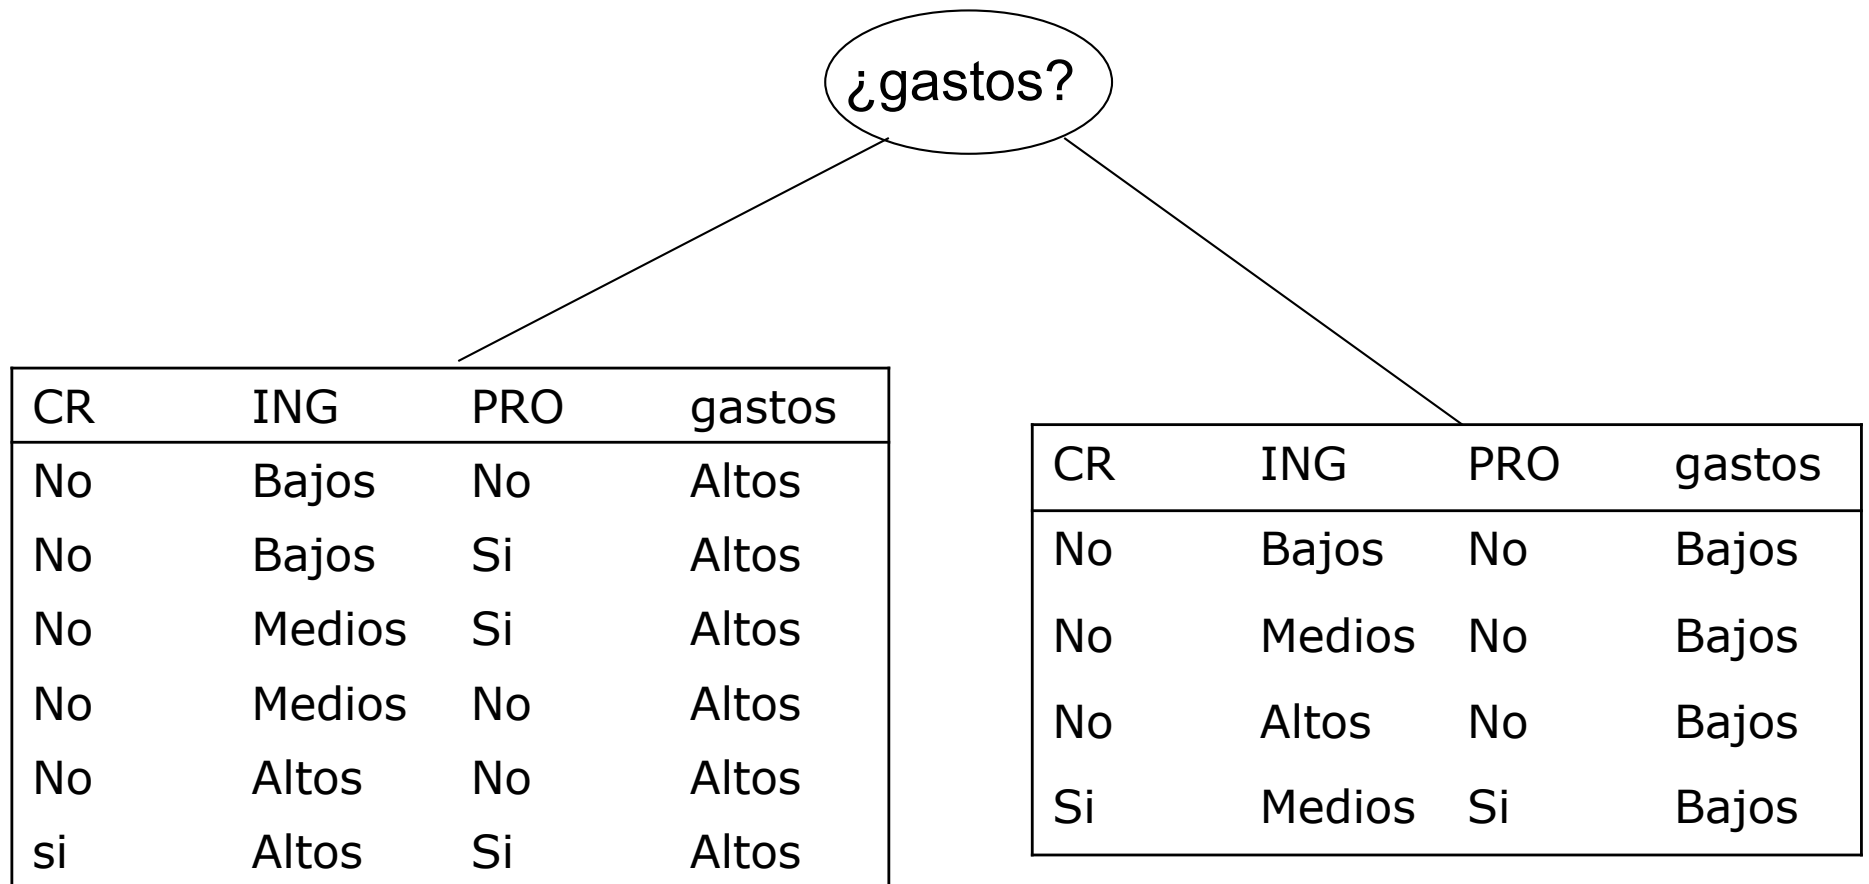 ¿gastos?
CR ING PRO gastos
No Bajos No Altos
No Bajos Si Altos
No Medios Si Altos
No Medios No Altos
No Altos No Altos
si Altos Si Altos
CR ING PRO gastos
No Bajos No Bajos
No Medios No Bajos
No Altos No Bajos
Si Medios Si Bajos